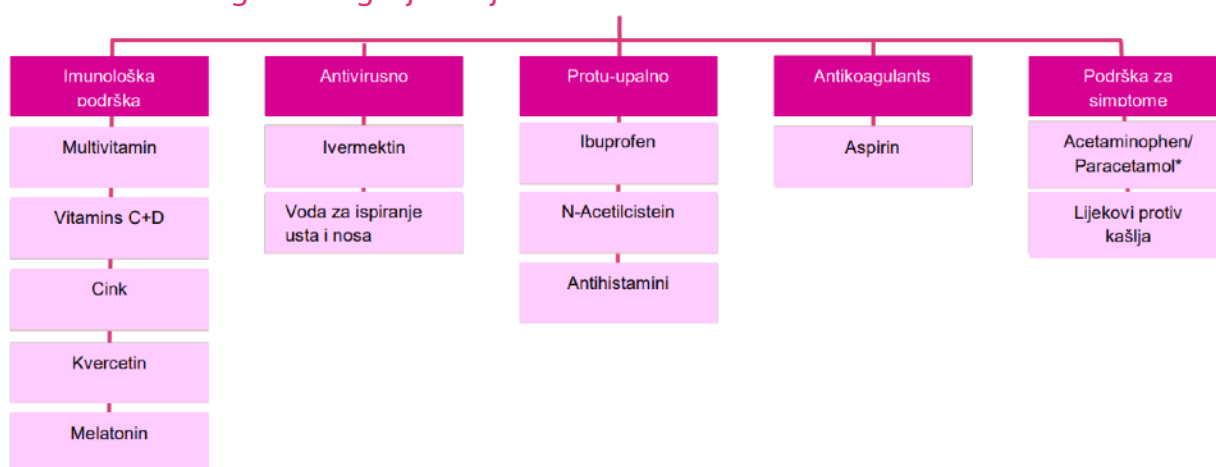 Imunološka
podrška
Multivitamin
Vitamins C+D
Cink
Kvercetin
Melatonin
Antivirusno
Ivermektin
Voda za ispiranje
usta i nosa
Protu-upalno
Ibuprofen
N-Acetilcistein
Antihistamini
Antikoagulants
Aspirin
Podrška za
simptome
Acetaminophen/
Paracetamol*
Lijekovi protiv
kašlja